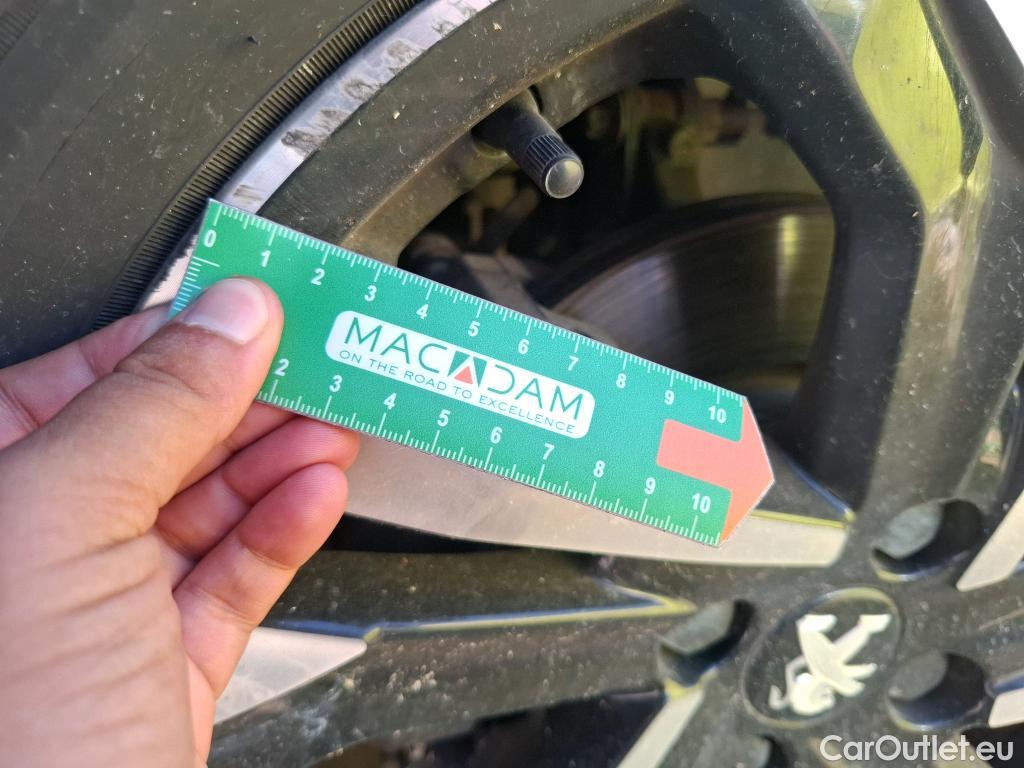 0 1 2 3 4 5 6 7 8 9 10
MACADAM
ON THE ROAD TO EXCELLENCE
2 3 4 5 6 7 8 9 10
CarOutlet.eu